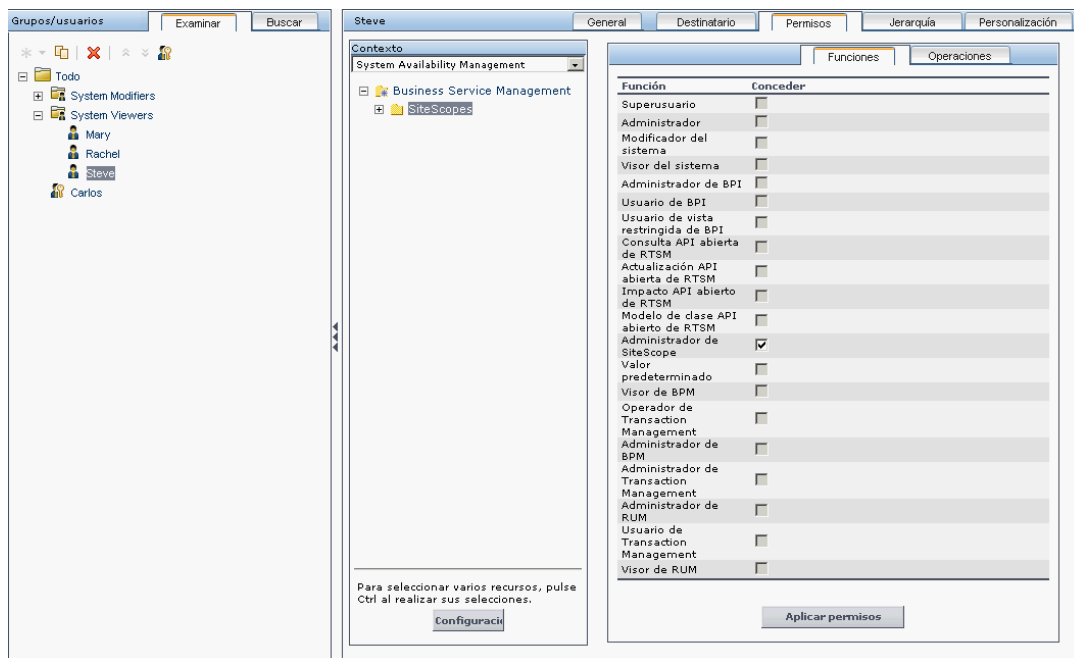 Grupos/usuarios
Examinar
Buscar
Todo
System Modifiers
System Viewers
Mary
Rachel
Steve
Carlos
Steve
General
Destinatario
Permisos
Jerarquía
Personalización
Contexto
System Availability Management
Business Service Management
SiteScopes
Para seleccionar varios recursos, pulse
Ctrl al realizar sus selecciones.
Configuraci
Funciones
Operaciones
Función Conceder
Superusuario
Administrador
Modificador del
sistema
Visor del sistema
Administrador de BPI
Usuario de BPI
Usuario de vista
restringida de BPI
Consulta API abierta
de RTSM
Actualización API
abierta de RTSM
Impacto API abierto
de RTSM
Modelo de clase API
abierto de RTSM
Administrador de
SiteScope
Valor
predeterminado
Visor de BPM
Operador de
Transaction
Management
Administrador de
BPM
Administrador de
Transaction
Management
Administrador de
RUM
Usuario de
Transaction
Management
Visor de RUM
Aplicar permisos